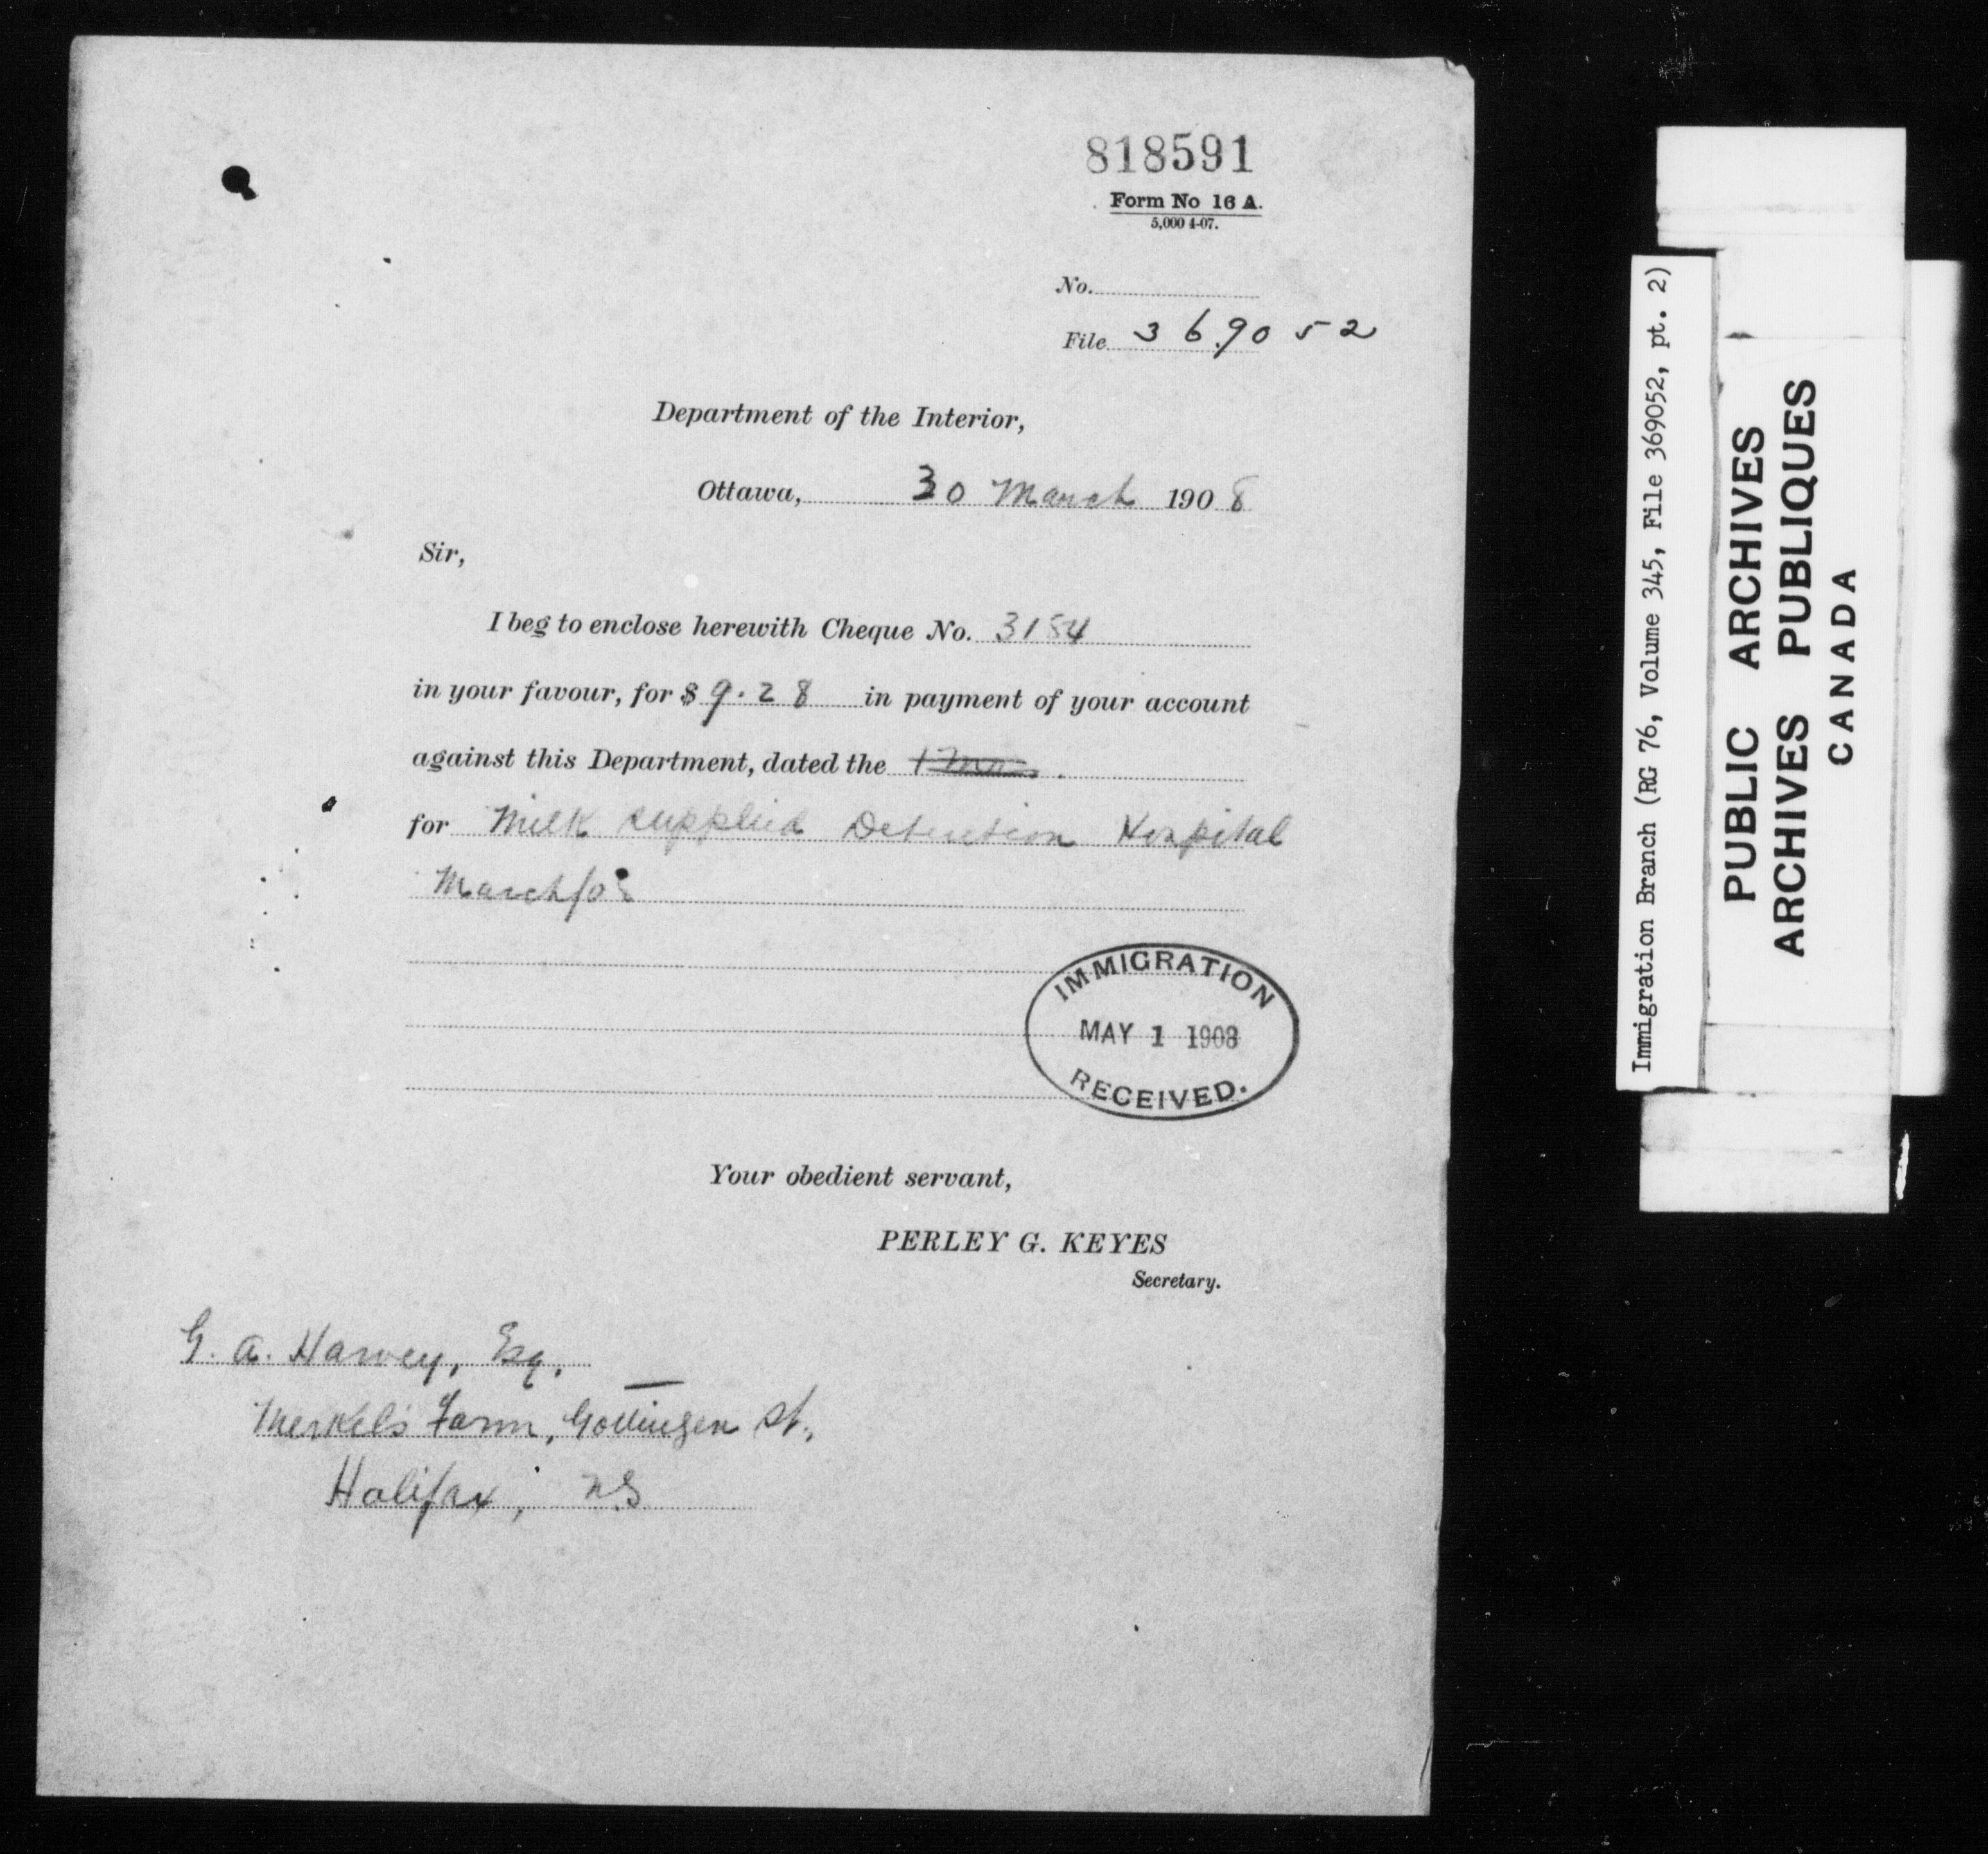 818591
Form No 16 A.
5,000 4-07.
No.
File 369052
Department of the Interior,
Ottawa, 30 March 1908
Sir,
I beg to enclose herewith Cheque No. 3184
in your favour, for $ 9.28 in payment of your account
against this Department, dated the
for Milk supplied Detention Hospital
March/08
IMMIGRATION
MAY 1 1908
RECEIVED.
Your obedient servant,
PERLEY G. KEYES
Secretary.
G. A. Harvey, Esq,
Merkel's Farm, Gottingen St.,
Halifax, NS
Immigration Branch (RG 76, Volume 345, File 369052, pt. 2)
PUBLIC ARCHIVES
ARCHIVES PUBLIQUES
CANADA